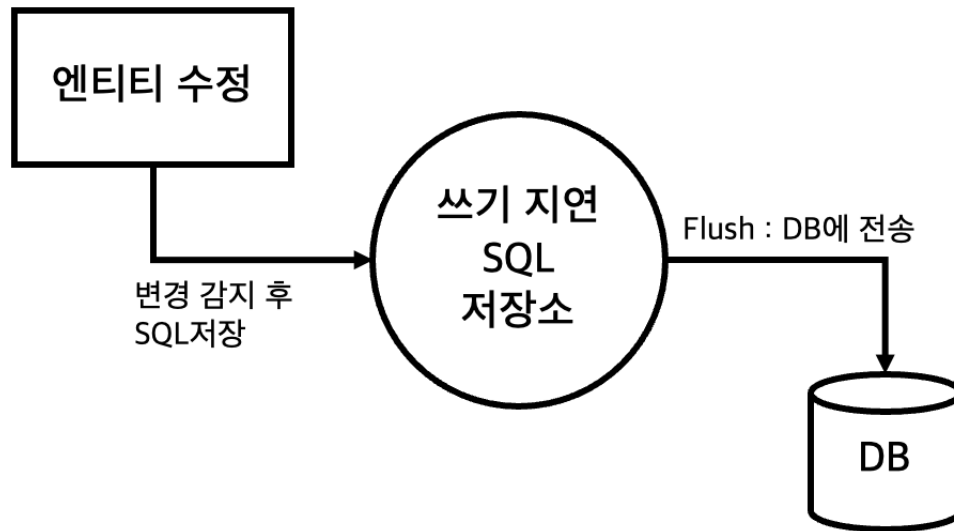 엔티티 수정
쓰기 지연
SQL
저장소
Flush : DB에 전송
변경 감지 후
SQL저장
DB